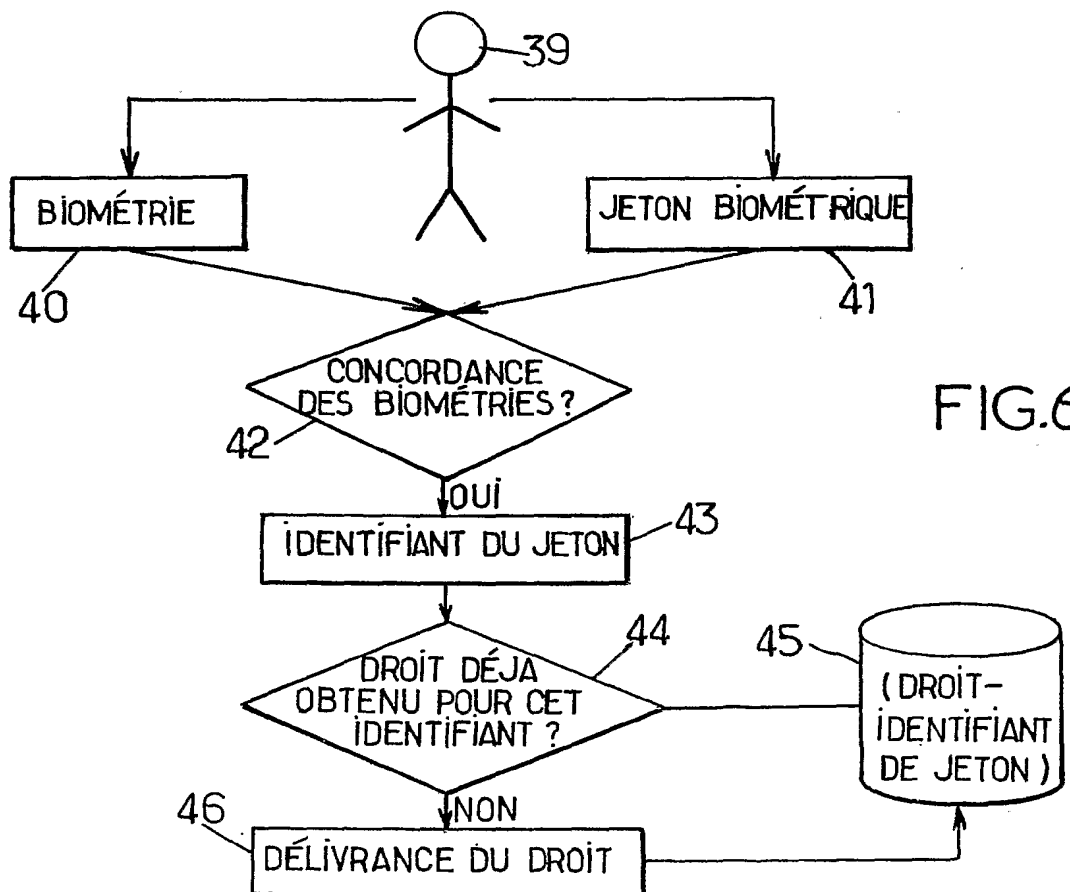 39
BIOMÉTRIE
JETON BIOMÉTRIQUE
40
41
CONCORDANCE
DES BIOMÉTRIES ?
42
FIG.6
OUI
IDENTIFIANT DU JETON
43
44
45
DROIT DÉJA
OBTENU POUR CET
IDENTIFIANT ?
(DROIT-
IDENTIFIANT
DE JETON)
46
NON
DÉLIVRANCE DU DROIT